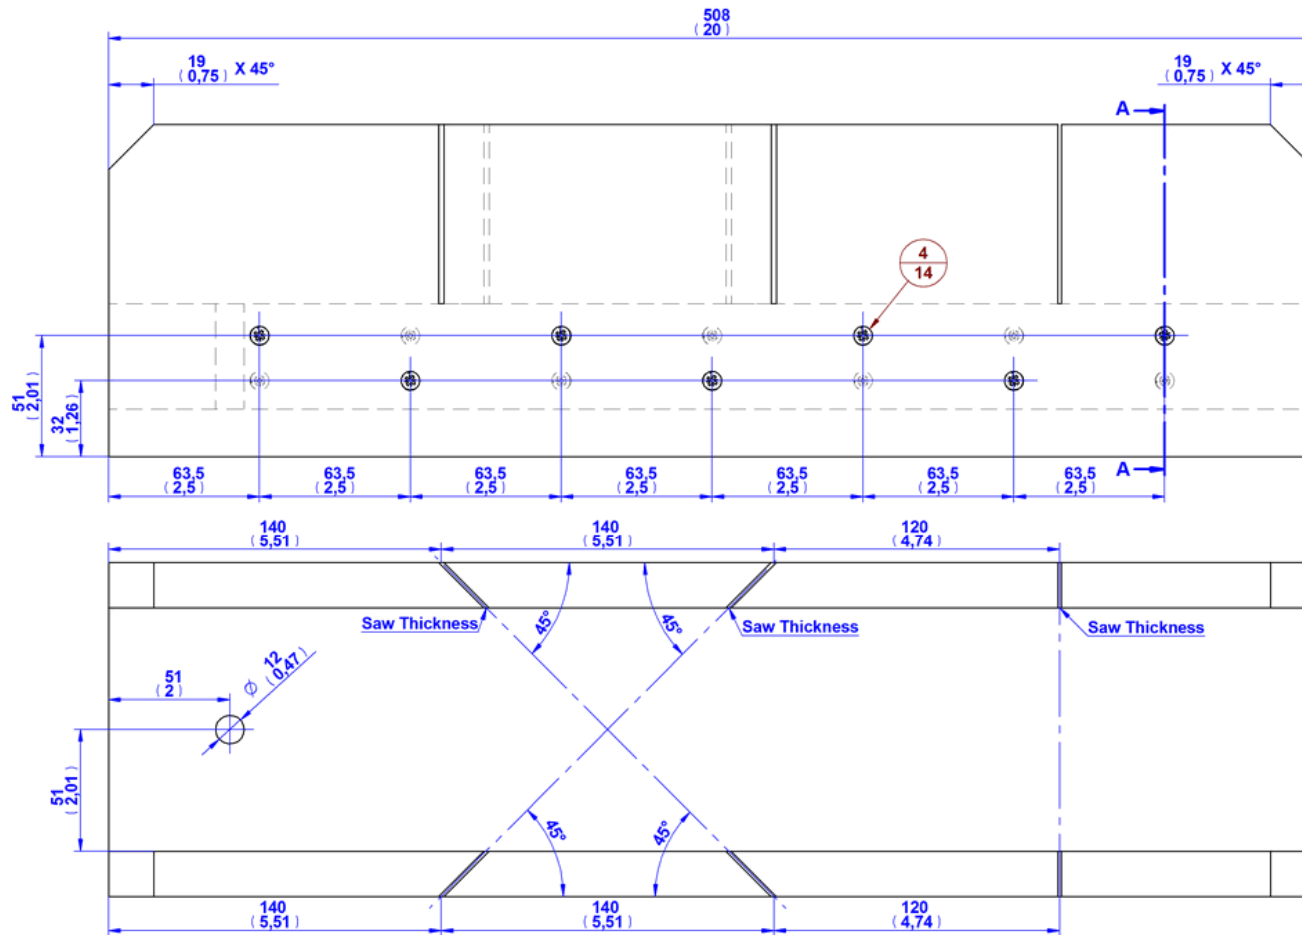 508
( 20 )
19
( 0,75 ) X 45°
19
( 0,75 ) X 45°
A
4
14
51
( 2,01 )
32
( 1,26 )
A
63,5
( 2,5 )
63,5
( 2,5 )
63,5
( 2,5 )
63,5
( 2,5 )
63,5
( 2,5 )
63,5
( 2,5 )
63,5
( 2,5 )
140
( 5,51 )
140
( 5,51 )
120
( 4,74 )
Saw Thickness
45°
45°
Saw Thickness
Saw Thickness
51
( 2 )
Ø 12
( 0,47 )
51
( 2,01 )
45°
45°
140
( 5,51 )
140
( 5,51 )
120
( 4,74 )